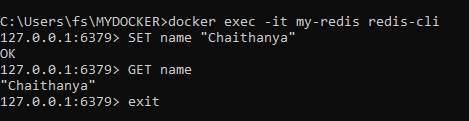 C:\Users\fs\MYDOCKER>docker exec -it my-redis redis-cli
127.0.0.1:6379> SET name "Chaithanya"
OK
127.0.0.1:6379> GET name
"Chaithanya"
127.0.0.1:6379> exit